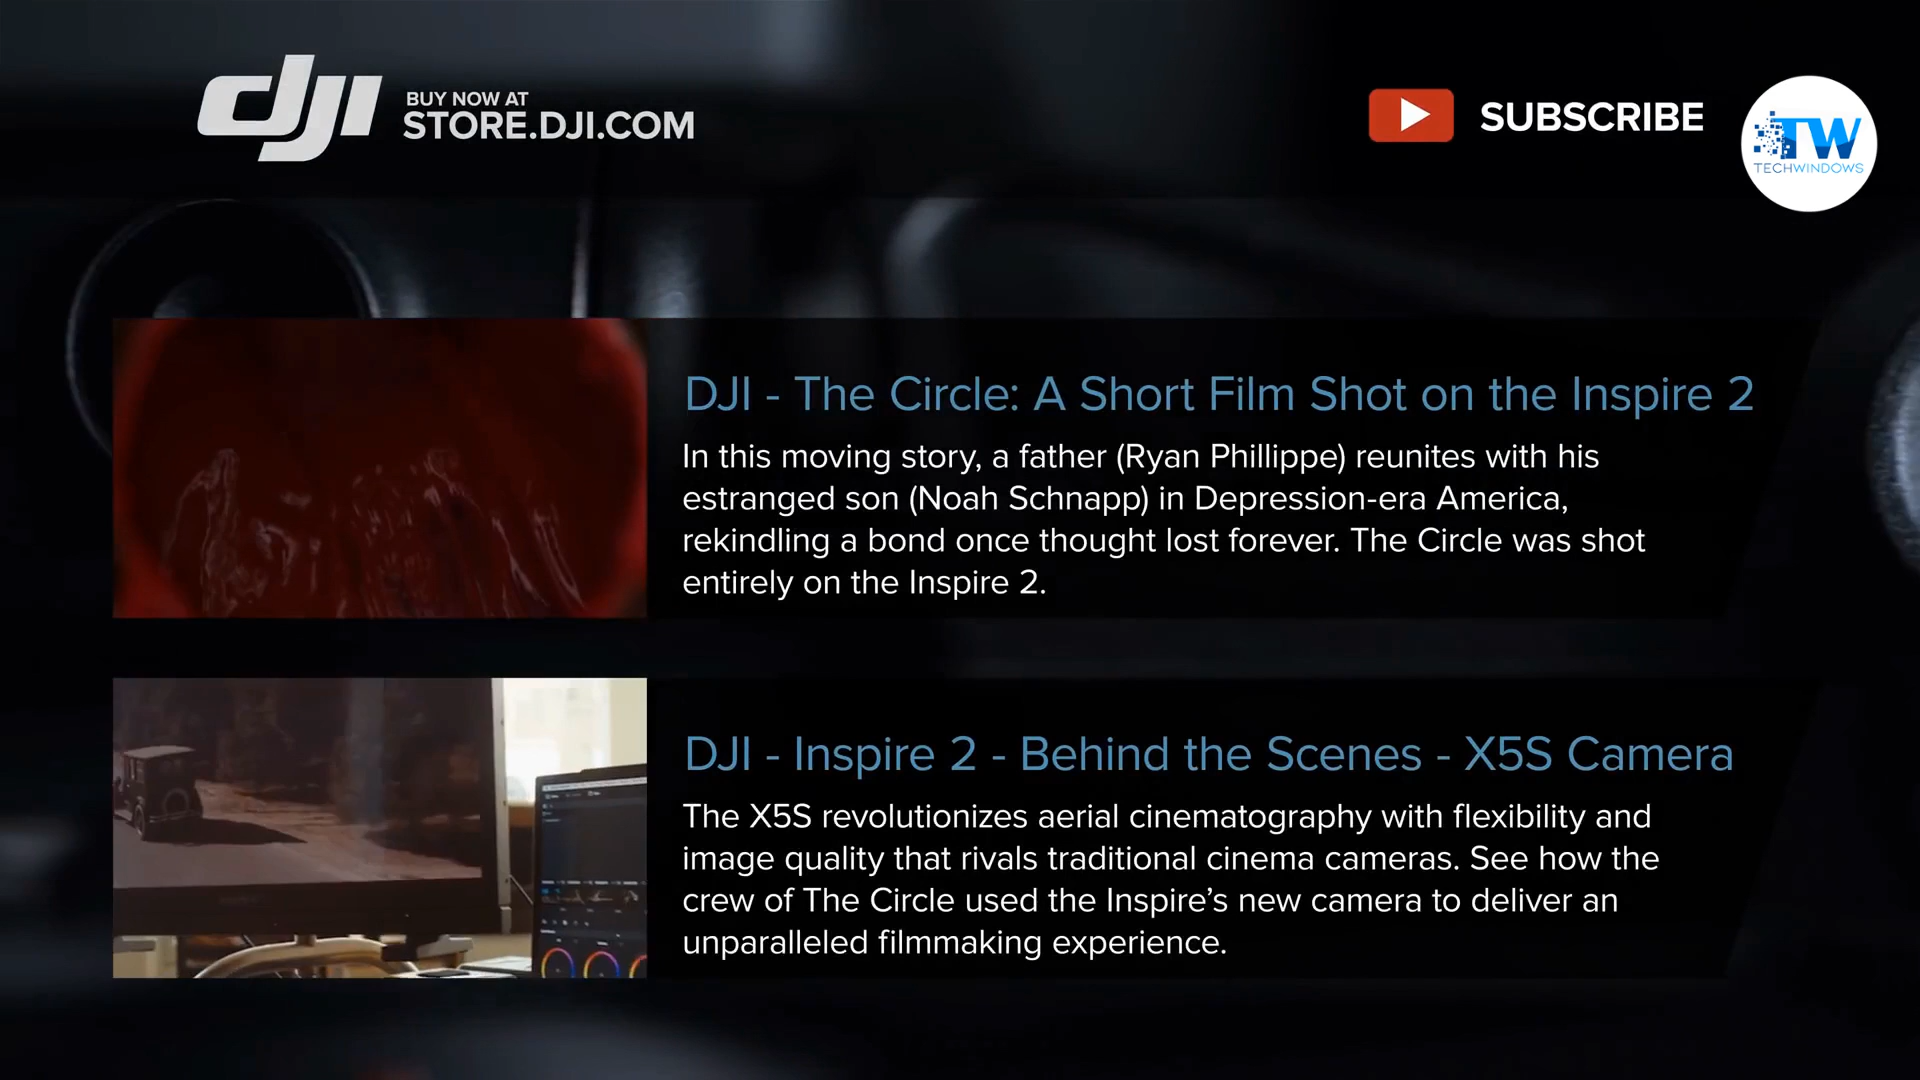 dji
BUY NOW AT
STORE.DJI.COM
SUBSCRIBE
TW
TECHWINDOWS
DJI - The Circle: A Short Film Shot on the Inspire 2
In this moving story, a father (Ryan Phillippe) reunites with his
estranged son (Noah Schnapp) in Depression-era America,
rekindling a bond once thought lost forever. The Circle was shot
entirely on the Inspire 2.
DJI - Inspire 2 - Behind the Scenes - X5S Camera
The X5S revolutionizes aerial cinematography with flexibility and
image quality that rivals traditional cinema cameras. See how the
crew of The Circle used the Inspire’s new camera to deliver an
unparalleled filmmaking experience.